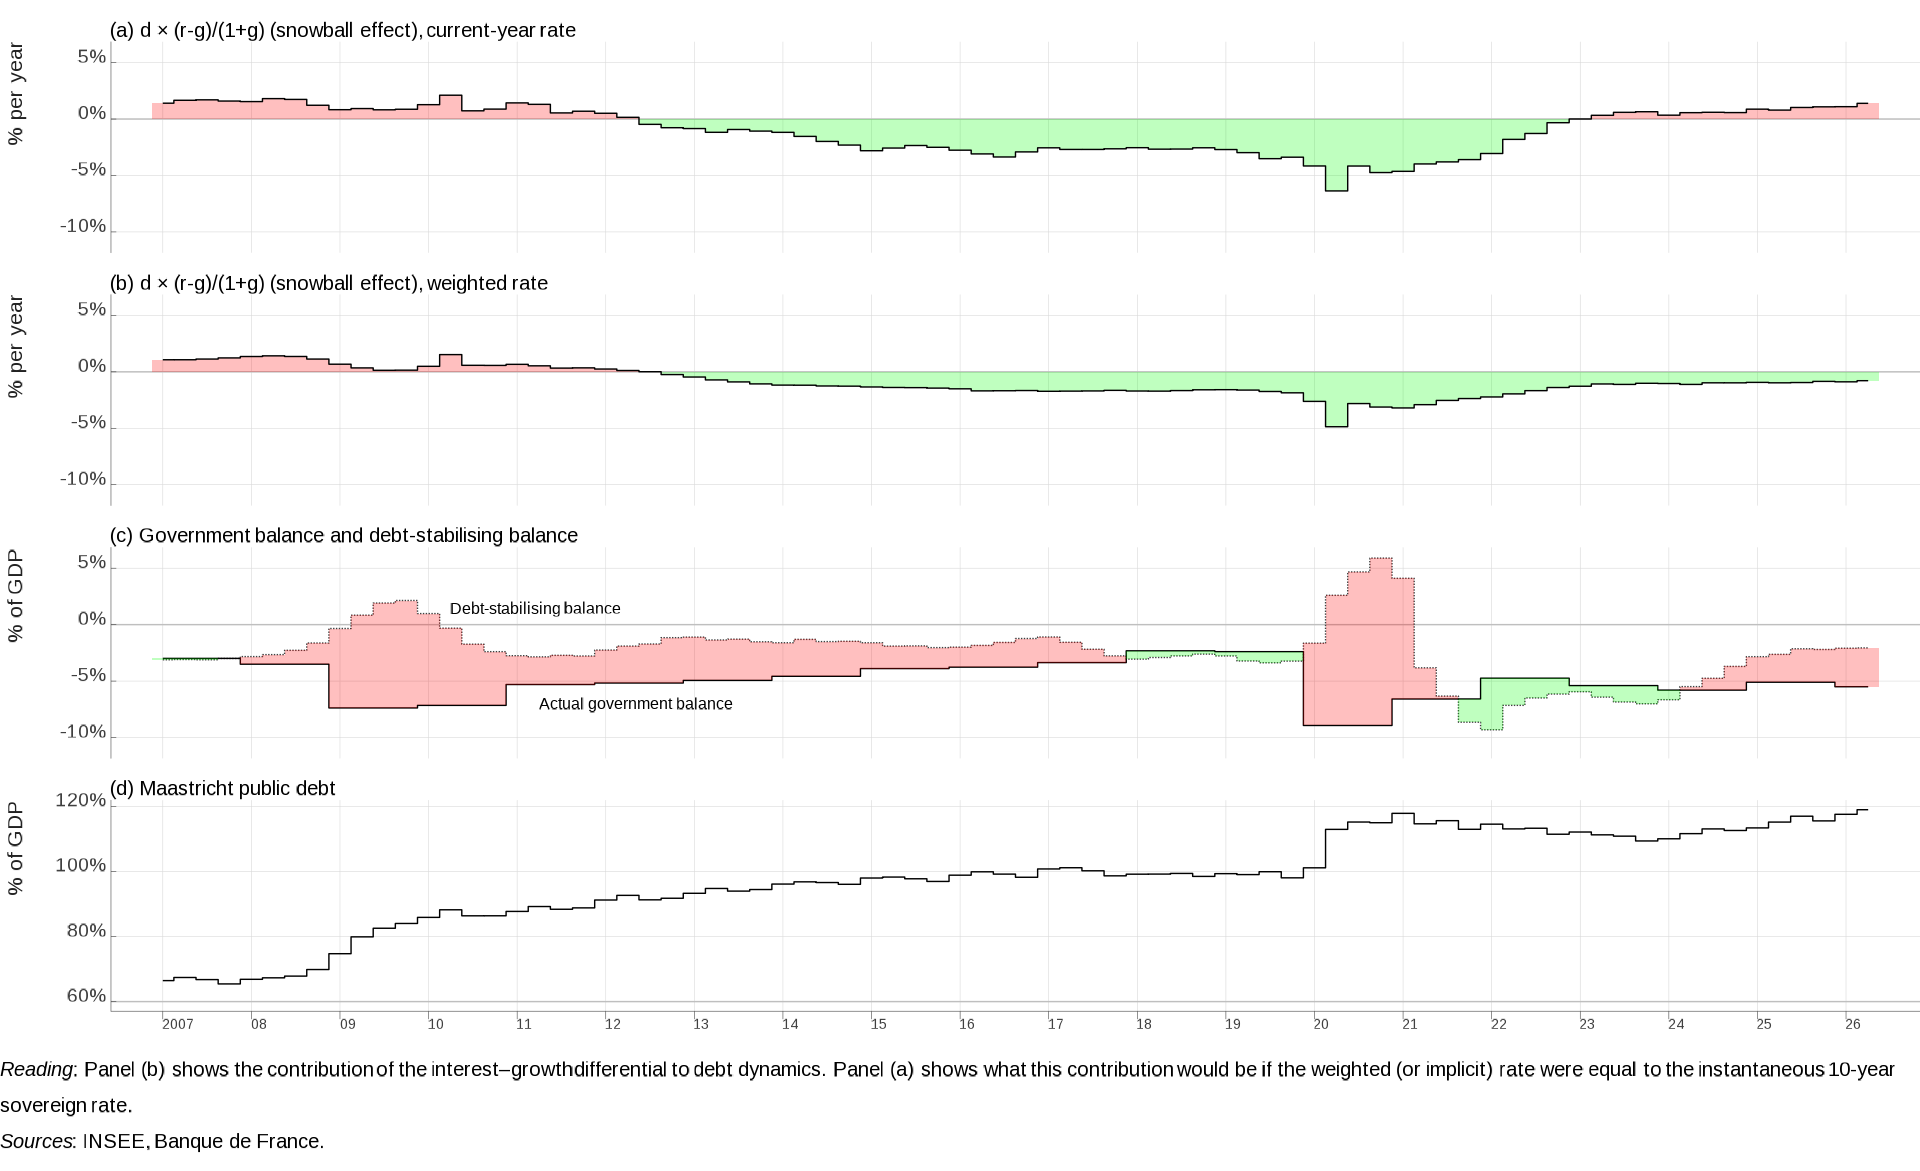 (a) d × (r-g)/(1+g) (snowball effect), current-year rate
% per year
5%
0%
-5%
-10%
(b) d × (r-g)/(1+g) (snowball effect), weighted rate
% per year
5%
0%
-5%
-10%
(c) Government balance and debt-stabilising balance
% of GDP
5%
0%
-5%
-10%
Debt-stabilising balance
Actual government balance
(d) Maastricht public debt
% of GDP
120%
100%
80%
60%
2007 08 09 10 11 12 13 14 15 16 17 18 19 20 21 22 23 24 25 26
Reading: Panel (b) shows the contribution of the interest–growth differential to debt dynamics. Panel (a) shows what this contribution would be if the weighted (or implicit) rate were equal to the instantaneous 10-year
sovereign rate.
Sources: INSEE, Banque de France.